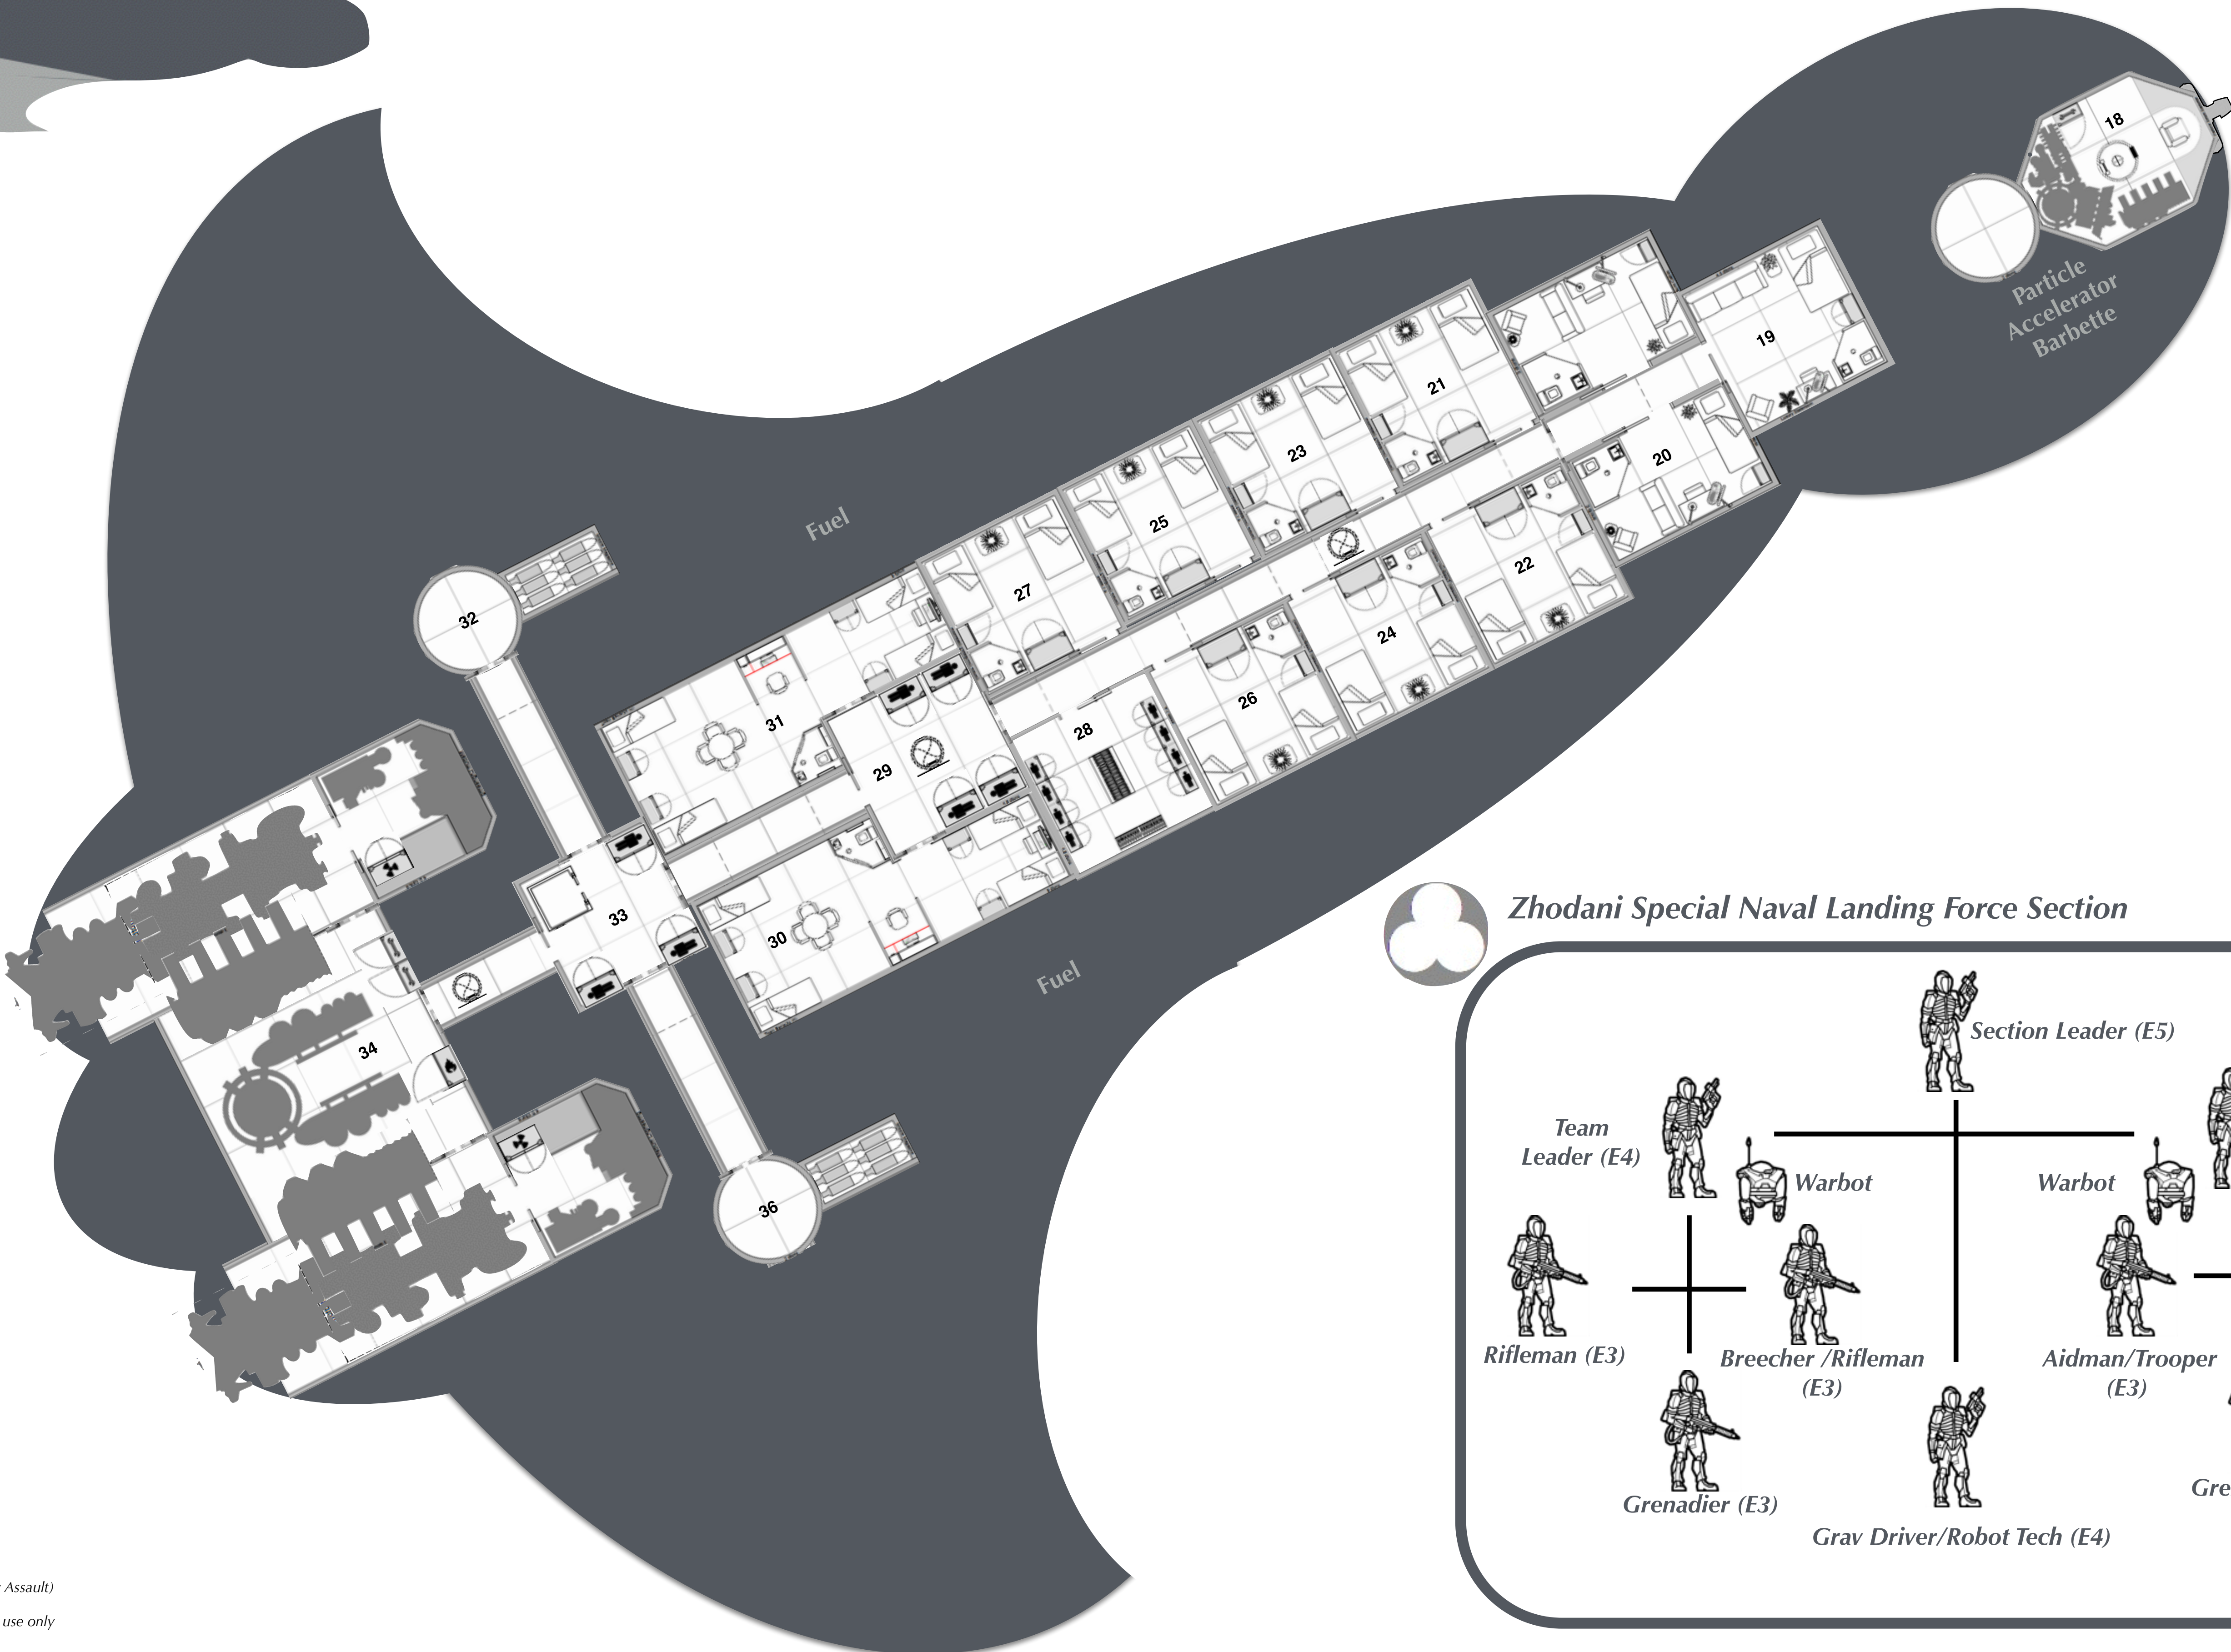 18
Particle
Accelerator
Barbette
19
20
21
22
23
24
25
26
27
28
29
30
31
32
33
34
36
Fuel
Fuel
Zhodani Special Naval Landing Force Section
Section Leader (E5)
Team
Leader (E4)
Warbot
Warbot
Rifleman (E3)
Breecher /Rifleman
(E3)
Aidman/Trooper
(E3)
Grenadier (E3)
Gre
Grav Driver/Robot Tech (E4)
Assault)
use only